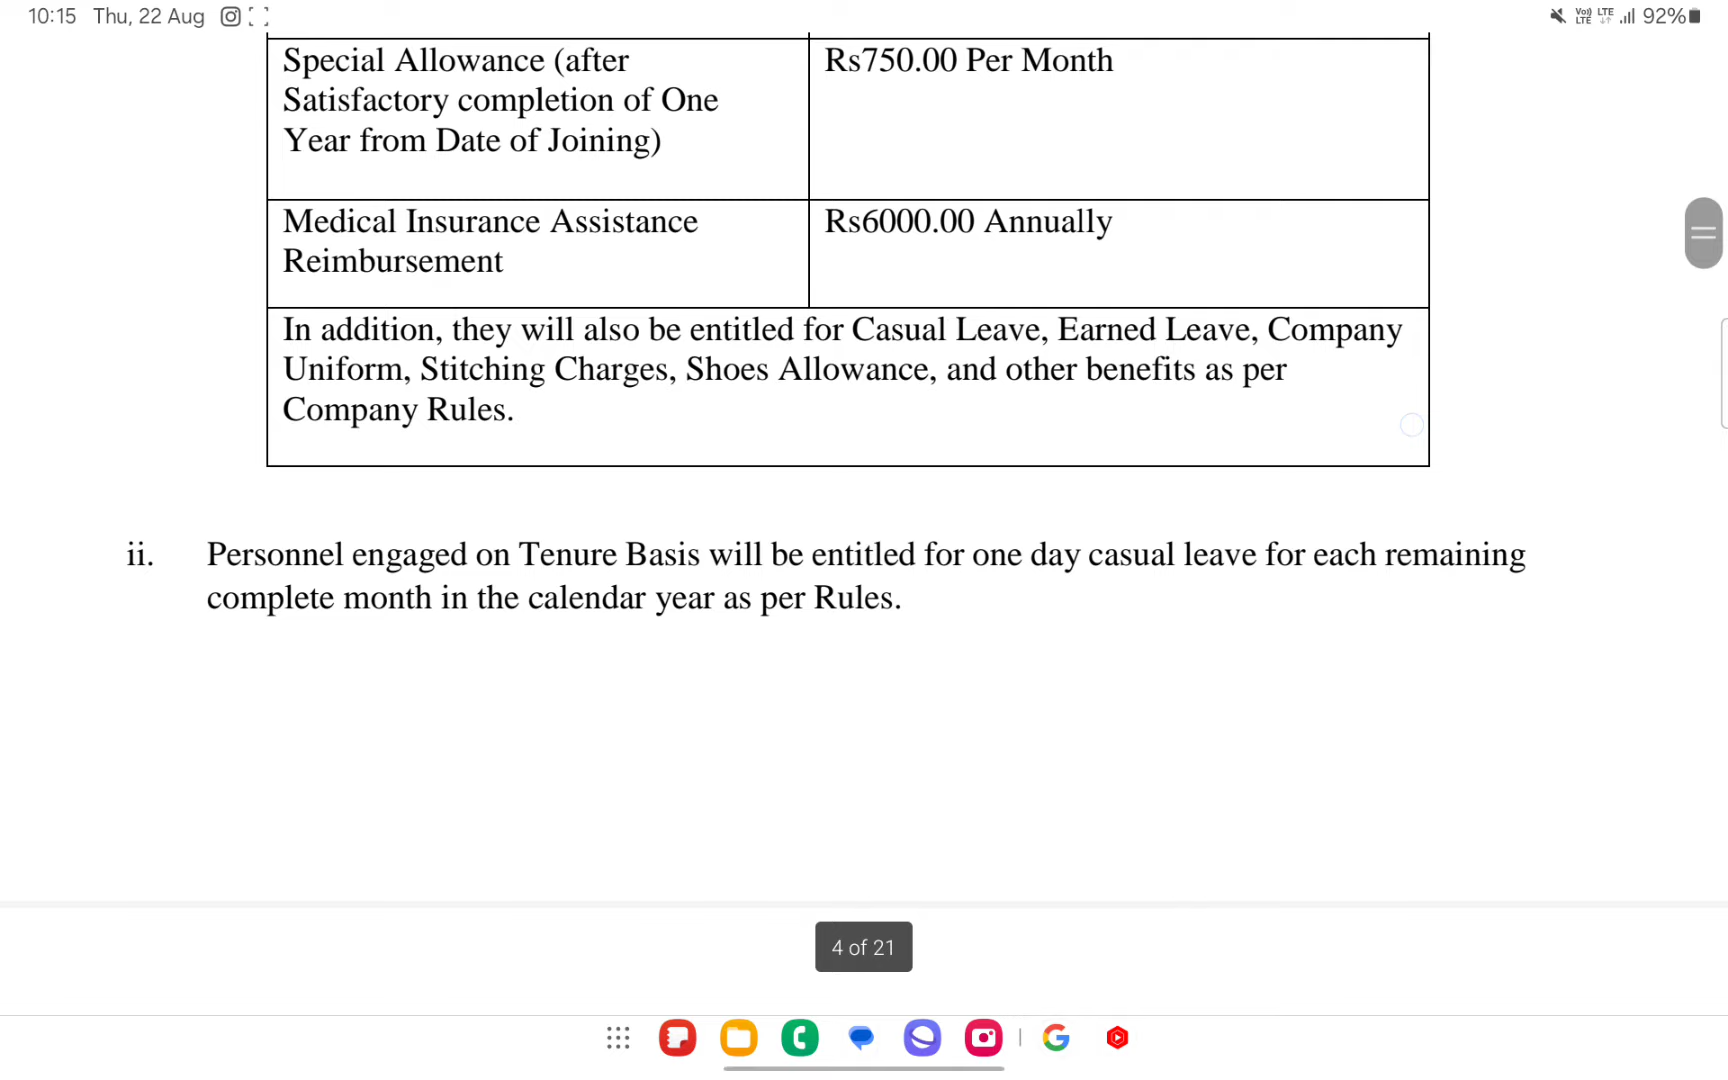 10:15 Thu, 22 Aug
Vo)) LTE LTE 92%
Special Allowance (after
Satisfactory completion of One
Year from Date of Joining)
Rs750.00 Per Month
Medical Insurance Assistance
Reimbursement
Rs6000.00 Annually
In addition, they will also be entitled for Casual Leave, Earned Leave, Company
Uniform, Stitching Charges, Shoes Allowance, and other benefits as per
Company Rules.
ii. Personnel engaged on Tenure Basis will be entitled for one day casual leave for each remaining
complete month in the calendar year as per Rules.
4 of 21